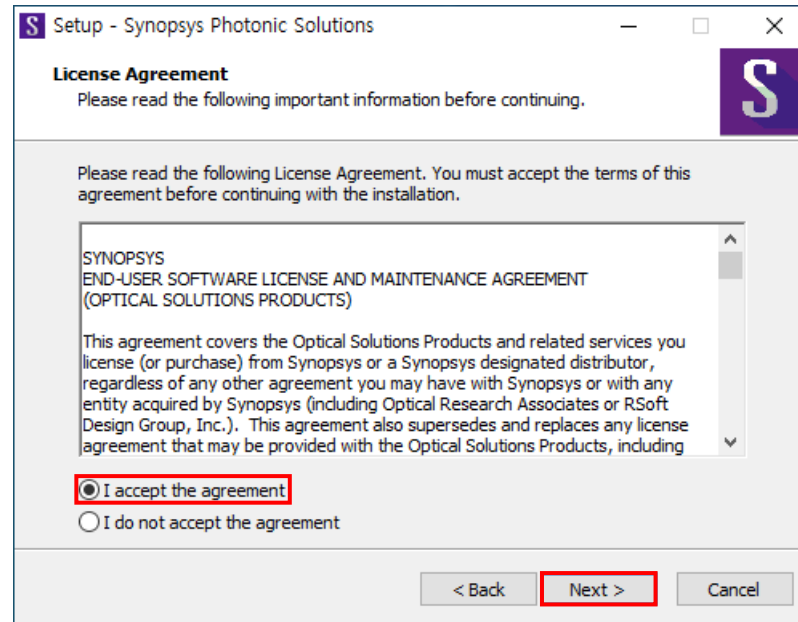 S Setup - Synopsys Photonic Solutions
License Agreement
Please read the following important information before continuing.
S
Please read the following License Agreement. You must accept the terms of this
agreement before continuing with the installation.
SYNOPSYS
END-USER SOFTWARE LICENSE AND MAINTENANCE AGREEMENT
(OPTICAL SOLUTIONS PRODUCTS)
This agreement covers the Optical Solutions Products and related services you
license (or purchase) from Synopsys or a Synopsys designated distributor,
regardless of any other agreement you may have with Synopsys or with any
entity acquired by Synopsys (including Optical Research Associates or RSoft
Design Group, Inc.).  This agreement also supersedes and replaces any license
agreement that may be provided with the Optical Solutions Products, including
I accept the agreement
I do not accept the agreement
< Back Next > Cancel